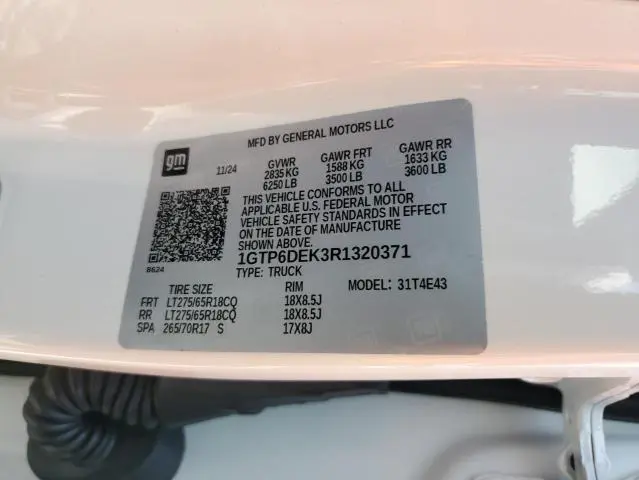 MFD BY GENERAL MOTORS LLC
gm
11/24 GVWR GAWR FRT GAWR RR
2835 KG 1588 KG 1633 KG
6250 LB 3500 LB 3600 LB
THIS VEHICLE CONFORMS TO ALL
APPLICABLE U.S. FEDERAL MOTOR
VEHICLE SAFETY STANDARDS IN EFFECT
ON THE DATE OF MANUFACTURE
SHOWN ABOVE.
8624 1GTP6DEK3R1320371
TYPE: TRUCK MODEL: 31T4E43
TIRE SIZE RIM
FRT LT275/65R18CQ 18X8.5J
RR LT275/65R18CQ 18X8.5J
SPA 265/70R17 S 17X8J